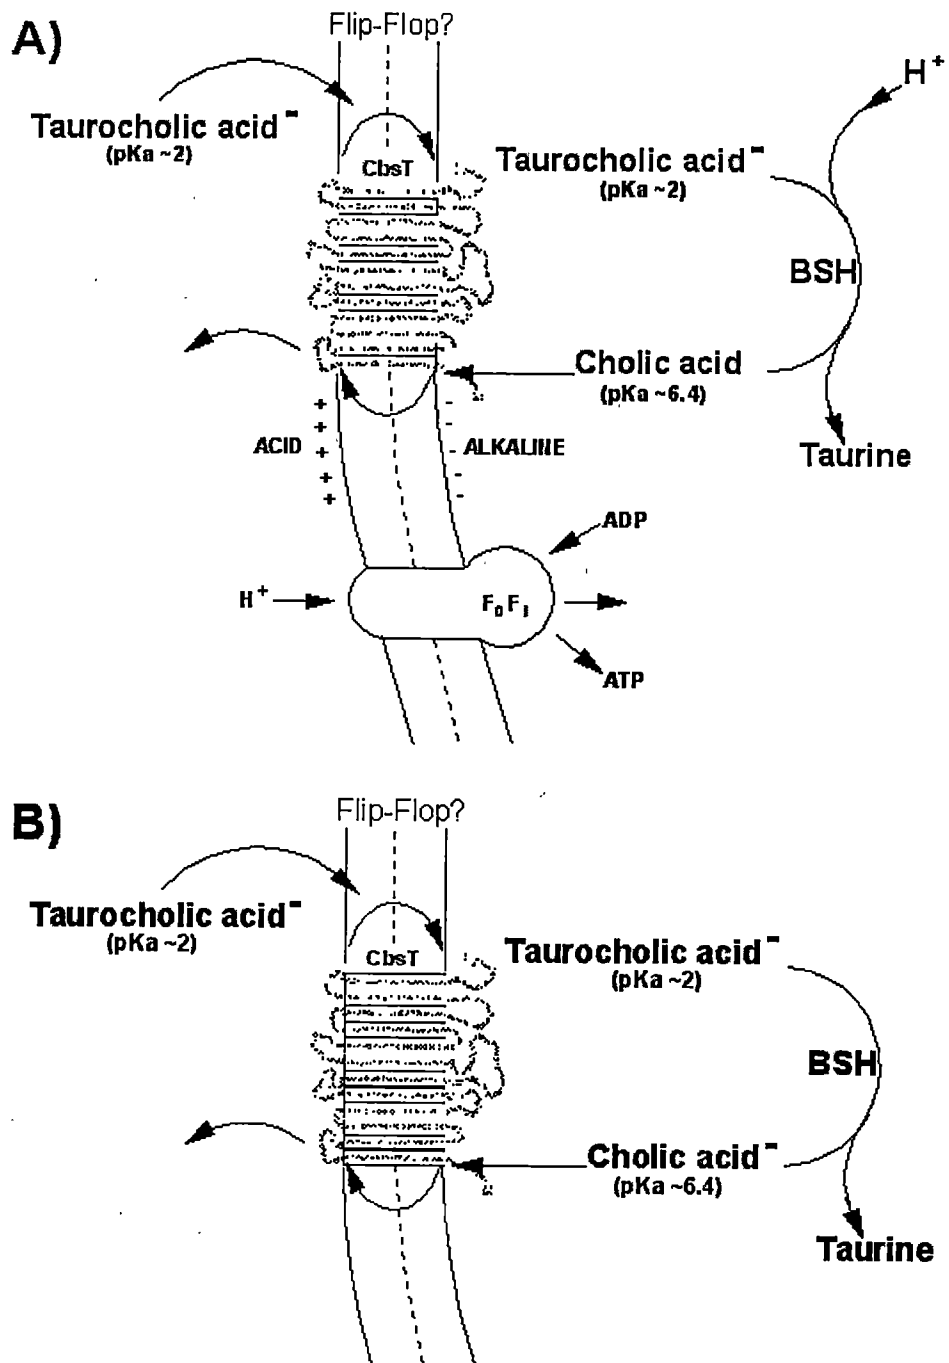 A)
Flip-Flop?
H+
Taurocholic acid-
(pKa ~2)
CbsT
Taurocholic acid-
(pKa ~2)
BSH
Cholic acid
(pKa ~6.4)
+ -
+ -
ACID + - ALKALINE
+ -
+ -
Taurine
ADP
H+
F0F1
ATP
B)
Flip-Flop?
Taurocholic acid-
(pKa ~2)
CbsT
Taurocholic acid-
(pKa ~2)
BSH
Cholic acid-
(pKa ~6.4)
Taurine